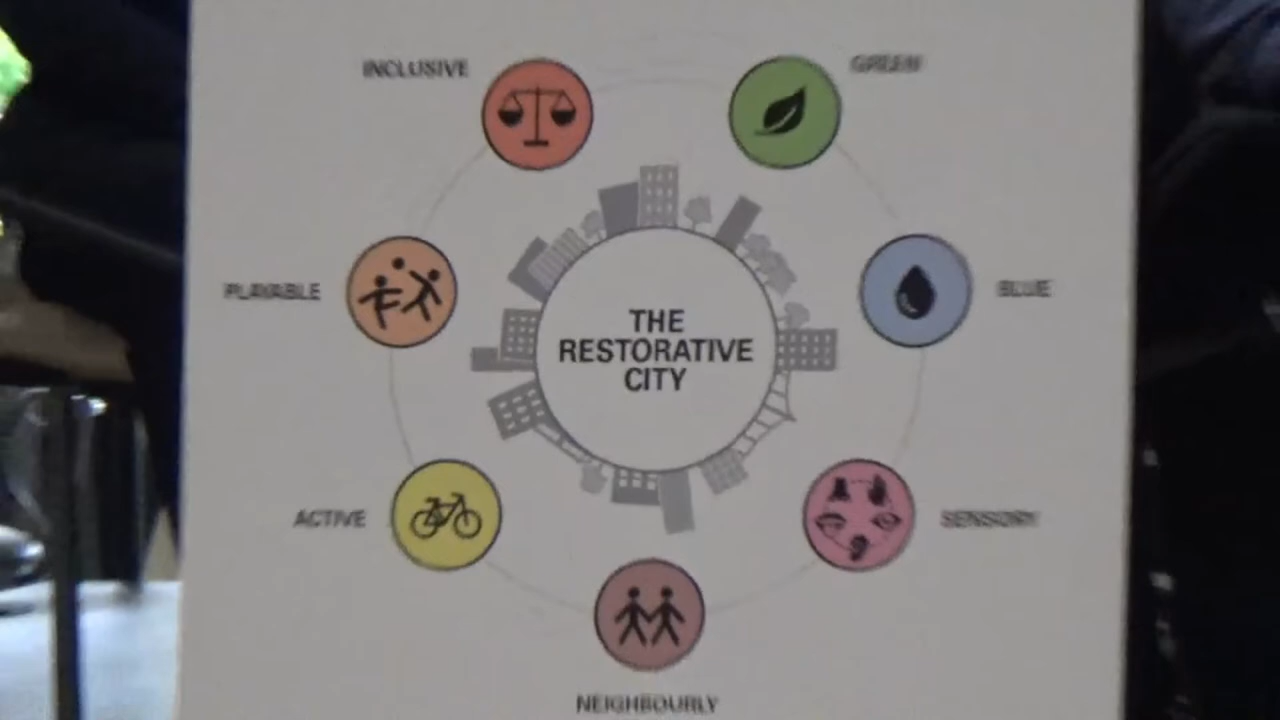 INCLUSIVE
GREEN
PLAYABLE
BLUE
THE
RESTORATIVE
CITY
ACTIVE
SENSORY
NEIGHBOURLY